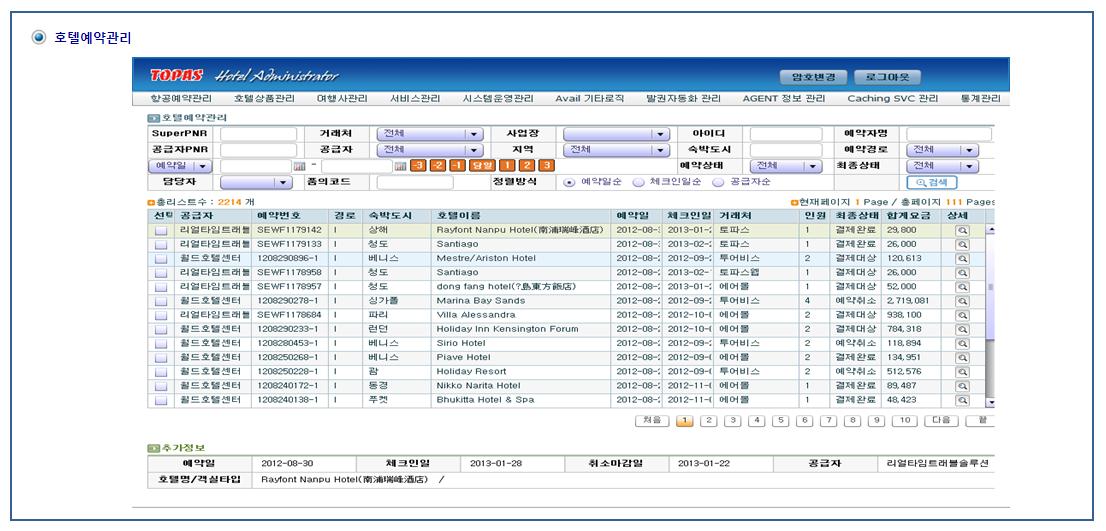 호텔예약관리
TOPAS Hotel Administrator 암호변경 로그아웃
항공예약관리 호텔상품관리 여행사관리 서비스관리 시스템운영관리 Avail 기타로직 발권자동화 관리 AGENT 정보 관리 Caching SVC 관리 통계관리
호텔예약관리
SuperPNR 거래처 전체 사업장 아이디 예약자명
공급자PNR 공급자 전체 지역 전체 숙박도시 예약경로 전체
예약일 - -3 -2 -1 당월 1 2 3 예약상태 전체 최종상태 전체
담당자 품의코드 정렬방식 예약일순 체크인일순 공급자순 검색
총리스트수 : 2214 개 현재페이지 1 Page / 총페이지 111 Pages
선택 공급자 예약번호 경로 숙박도시 호텔이름 예약일 체크인일 거래처 인원 최종상태 합계요금 상세
리얼타임트래블 SEWF1179142 I 상해 Rayfont Nanpu Hotel(南浦瑞峰酒店) 2012-08- 2013-01- 토파스 1 결제완료 29,800
리얼타임트래블 SEWF1179133 I 청도 Santiago 2012-08- 2013-02- 토파스 1 결제완료 26,000
월드호텔센터 1208290896-1 I 베니스 Mestre/Ariston Hotel 2012-08- 2012-09- 투어비스 2 결제대상 120,613
리얼타임트래블 SEWF1178958 I 청도 Santiago 2012-08- 2013-02- 토파스웹 1 결제대상 26,000
리얼타임트래블 SEWF1178957 I 청도 dong fang hotel(?島東方飯店) 2012-08- 2013-01- 에어몰 2 결제대상 52,000
월드호텔센터 1208290278-1 I 싱가폴 Marina Bay Sands 2012-08- 2012-09- 투어비스 4 예약취소 2,719,081
리얼타임트래블 SEWF1178684 I 파리 Villa Alessandra 2012-08- 2012-09- 에어몰 2 결제대상 938,100
월드호텔센터 1208290233-1 I 런던 Holiday Inn Kensington Forum 2012-08- 2012-10- 에어몰 2 결제대상 784,318
월드호텔센터 1208280453-1 I 베니스 Sirio Hotel 2012-08- 2012-09- 투어비스 2 예약취소 118,894
월드호텔센터 1208250268-1 I 베니스 Piave Hotel 2012-08- 2012-09- 에어몰 2 결제완료 134,951
월드호텔센터 1208250228-1 I 괌 Holiday Resort 2012-08- 2012-09- 투어비스 2 예약취소 512,576
월드호텔센터 1208240172-1 I 동경 Nikko Narita Hotel 2012-08- 2012-11- 에어몰 1 결제완료 89,487
월드호텔센터 1208240138-1 I 푸켓 Bhukitta Hotel & Spa 2012-08- 2012-11- 에어몰 1 결제완료 48,423
처음 1 2 3 4 5 6 7 8 9 10 다음 끝
추가정보
예약일 2012-08-30 체크인일 2013-01-28 취소마감일 2013-01-22 공급자 리얼타임트래블솔루션
호텔명/객실타입 Rayfont Nanpu Hotel(南浦瑞峰酒店) /